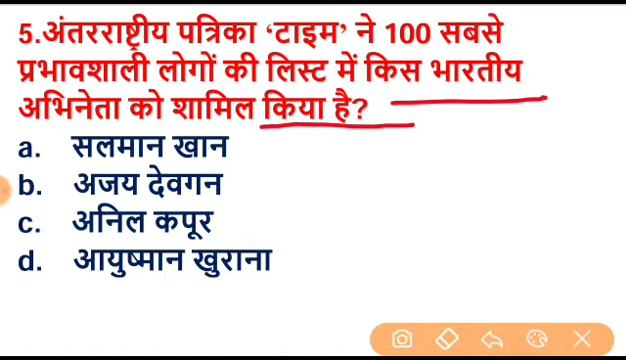 5.अंतरराष्ट्रीय पत्रिका ‘टाइम’ ने 100 सबसे
प्रभावशाली लोगों की लिस्ट में किस भारतीय
अभिनेता को शामिल किया है?
a. सलमान खान
b. अजय देवगन
c. अनिल कपूर
d. आयुष्मान खुराना